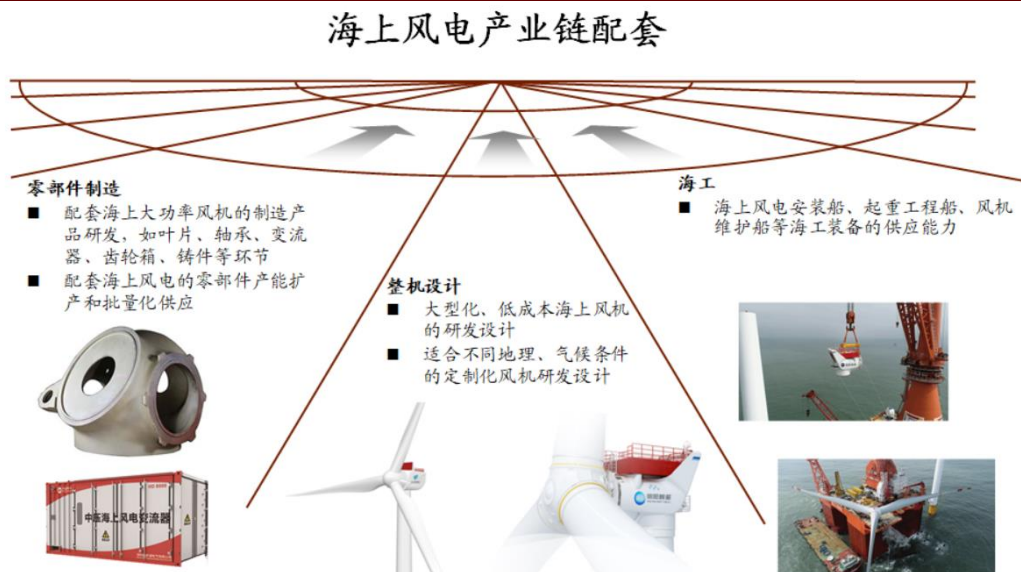 海上风电产业链配套
零部件制造
■ 配套海上大功率风机的制造产
品研发，如叶片、轴承、变流
器、齿轮箱、铸件等环节
■ 配套海上风电的零部件产能扩
产和批量化供应
整机设计
■ 大型化、低成本海上风机
的研发设计
■ 适合不同地理、气候条件
的定制化风机研发设计
海工
■ 海上风电安装船、起重工程船、风机
维护船等海工装备的供应能力
中压海上风电变流器